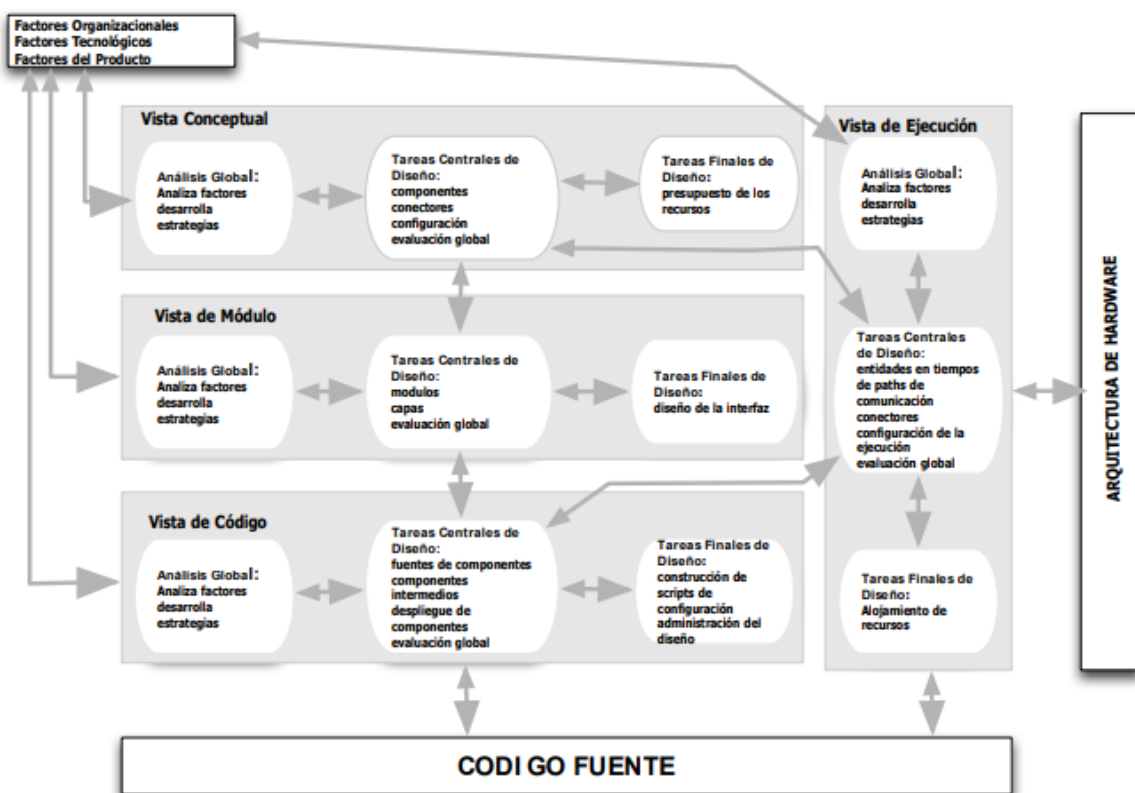 Factores Organizacionales
Factores Tecnológicos
Factores del Producto
Vista Conceptual
Análisis Global:
Analiza factores
desarrolla
estrategias
Tareas Centrales de
Diseño:
componentes
conectores
configuración
evaluación global
Tareas Finales de
Diseño:
presupuesto de los
recursos
Vista de Módulo
Análisis Global:
Analiza factores
desarrolla
estrategias
Tareas Centrales de
Diseño:
modulos
capas
evaluación global
Tareas Finales de
Diseño:
diseño de la interfaz
Vista de Código
Análisis Global:
Analiza factores
desarrolla
estrategias
Tareas Centrales de
Diseño:
fuentes de componentes
componentes
intermedios
despliegue de
componentes
evaluación global
Tareas Finales de
Diseño:
construcción de
scripts de
configuración
administración del
diseño
Vista de Ejecución
Análisis Global:
Analiza factores
desarrolla
estrategias
Tareas Centrales
de Diseño:
entidades en tiempos
de paths de
comunicación
conectores
configuración de la
ejecución
evaluación global
Tareas Finales de
Diseño:
Alojamiento de
recursos
ARQUITECTURA DE HARDWARE
CODI GO FUENTE